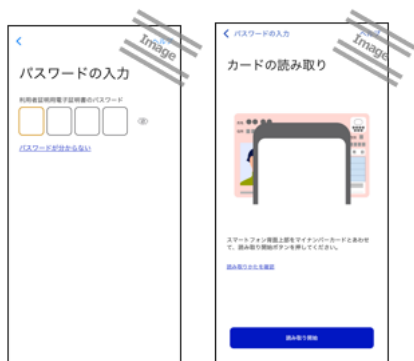 Image
パスワードの入力
利用者証明用電子証明書のパスワード
パスワードが分からない
パスワードの入力
Image
カードの読み取り
スマートフォン背面上部をマイナンバーカードとあわせ
て、読み取り開始ボタンを押してください。
読み取りかたを確認
読み取り開始